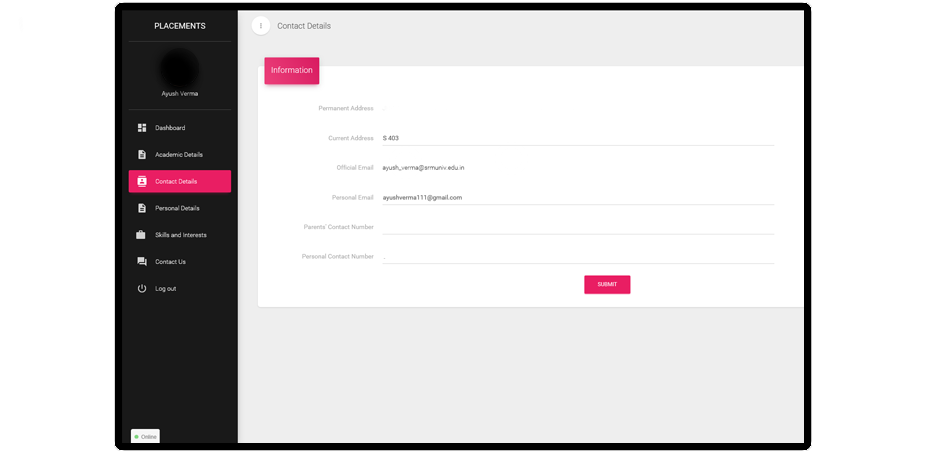 PLACEMENTS
Ayush Verma
Dashboard
Academic Details
Contact Details
Personal Details
Skills and Interests
Contact Us
Log out
Online
Contact Details
Information
Permanent Address
Current Address S 403
Official Email ayush_verma@srmuniv.edu.in
Personal Email ayushverma111@gmail.com
Parents' Contact Number
Personal Contact Number
SUBMIT